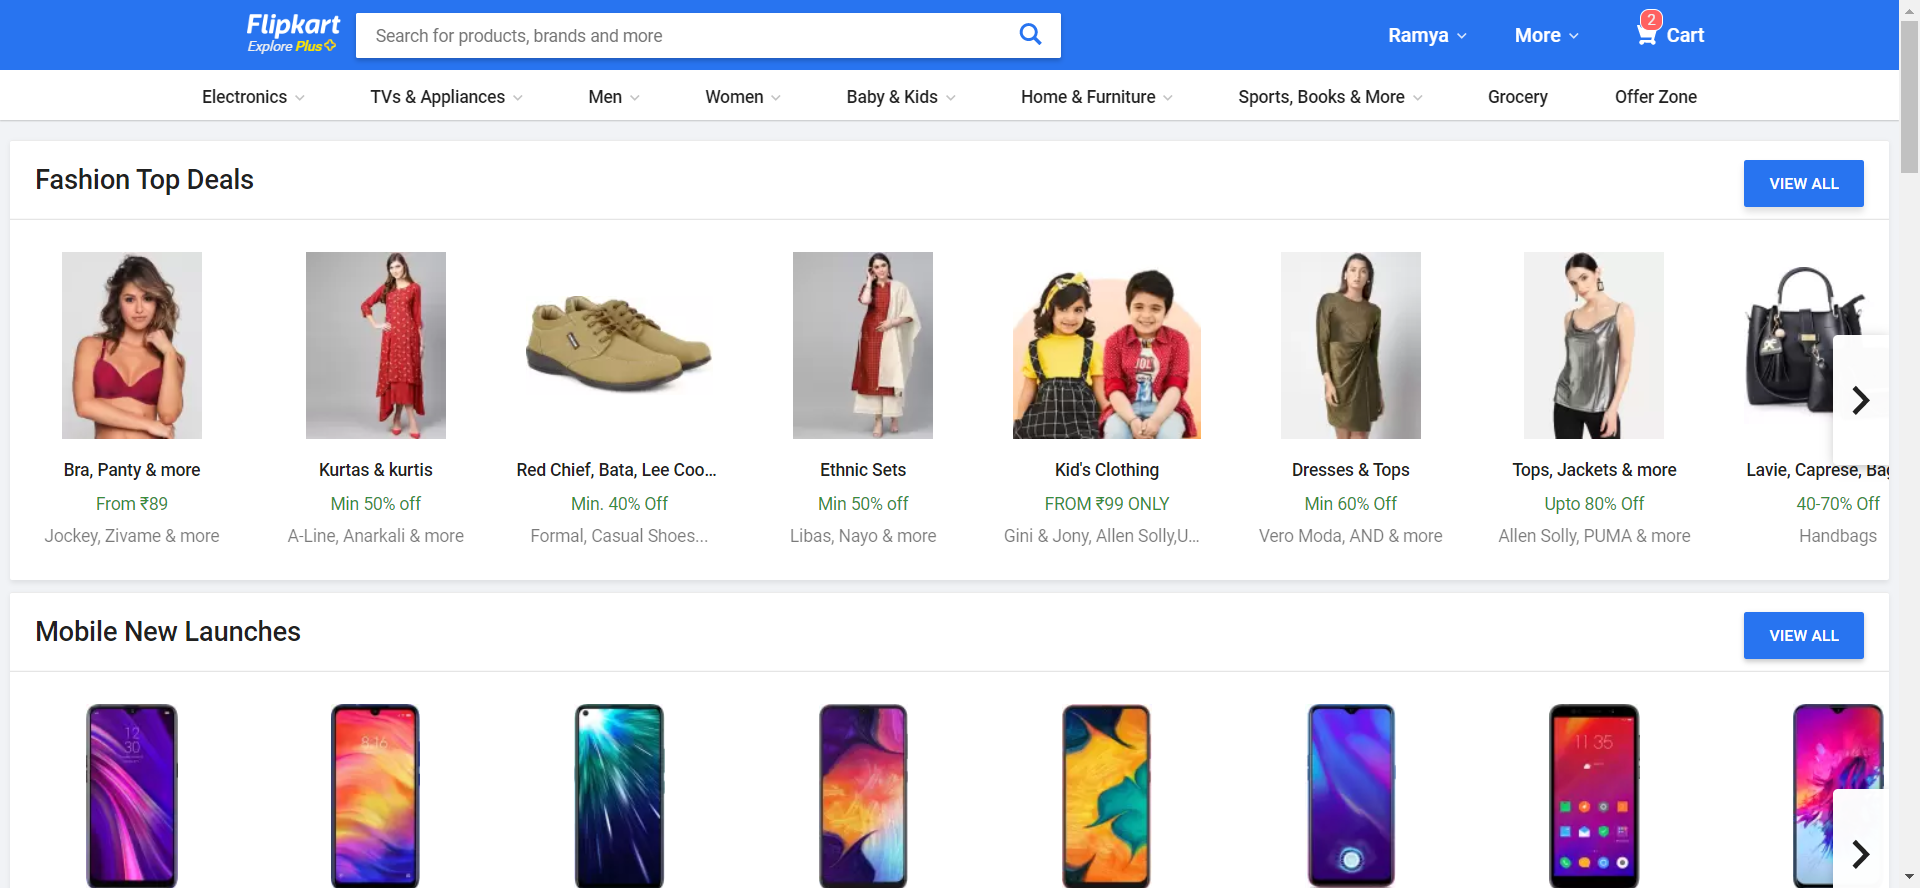 Flipkart
Explore Plus
Search for products, brands and more
Ramya
More
2
Cart
Electronics
TVs & Appliances
Men
Women
Baby & Kids
Home & Furniture
Sports, Books & More
Grocery
Offer Zone
Fashion Top Deals
VIEW ALL
Bra, Panty & more
From ₹89
Jockey, Zivame & more
Kurtas & kurtis
Min 50% off
A-Line, Anarkali & more
Red Chief, Bata, Lee Coo...
Min. 40% Off
Formal, Casual Shoes...
Ethnic Sets
Min 50% off
Libas, Nayo & more
Kid's Clothing
FROM ₹99 ONLY
Gini & Jony, Allen Solly,U...
Dresses & Tops
Min 60% Off
Vero Moda, AND & more
Tops, Jackets & more
Upto 80% Off
Allen Solly, PUMA & more
Lavie, Caprese, Bag
40-70% Off
Handbags
Mobile New Launches
VIEW ALL
12
30
8:16
11 35